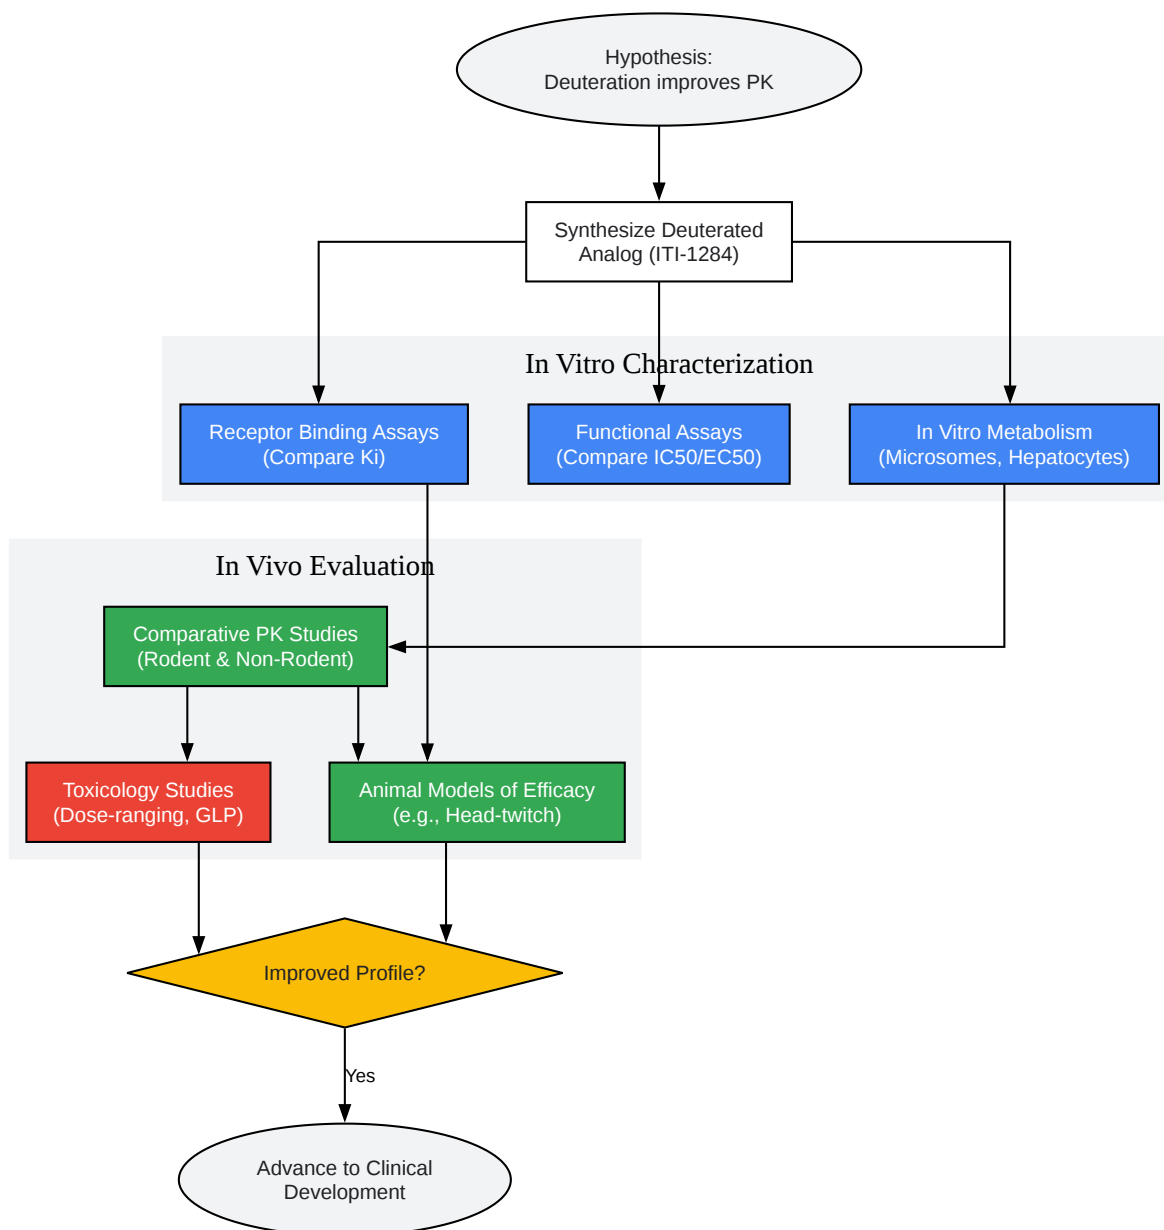 Hypothesis:
Deuteration improves PK
Synthesize Deuterated
Analog (ITI-1284)
In Vitro Characterization
Receptor Binding Assays
(Compare Ki)
Functional Assays
(Compare IC50/EC50)
In Vitro Metabolism
(Microsomes, Hepatocytes)
In Vivo Evaluation
Comparative PK Studies
(Rodent & Non-Rodent)
Toxicology Studies
(Dose-ranging, GLP)
Animal Models of Efficacy
(e.g., Head-twitch)
Improved Profile?
Yes
Advance to Clinical
Development